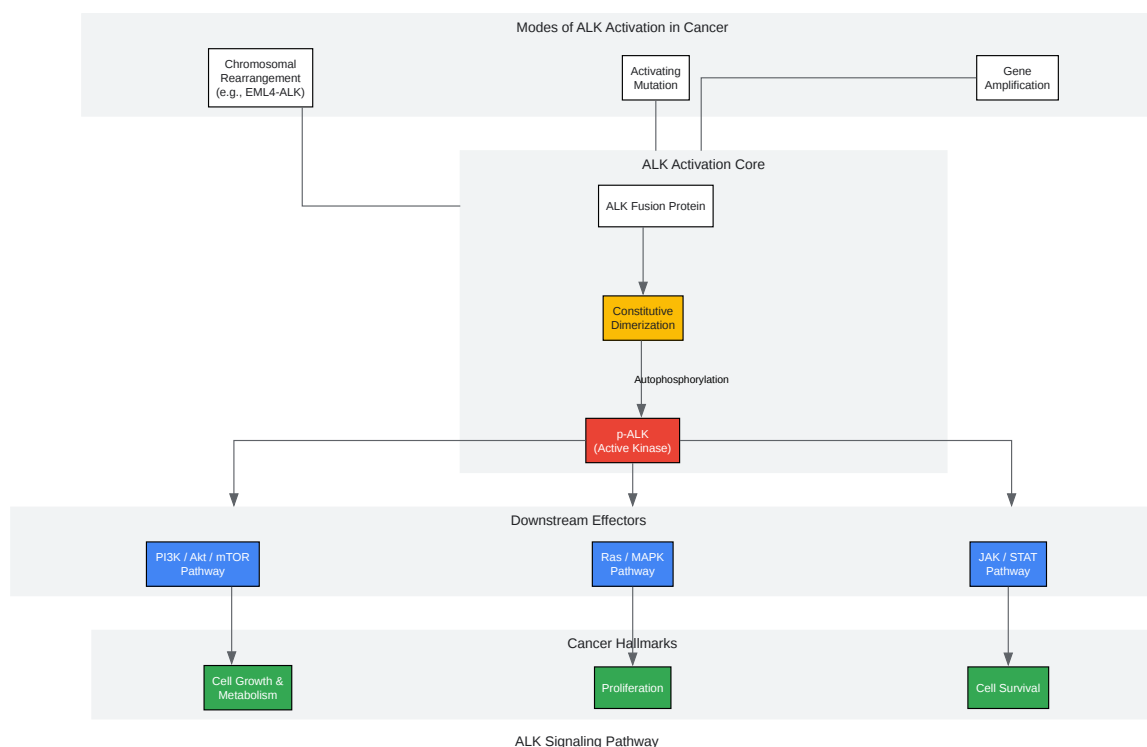 Modes of ALK Activation in Cancer
Chromosomal
Rearrangement
(e.g., EML4-ALK)
Activating
Mutation
Gene
Amplification
ALK Activation Core
ALK Fusion Protein
Constitutive
Dimerization
Autophosphorylation
p-ALK
(Active Kinase)
Downstream Effectors
PI3K / Akt / mTOR
Pathway
Ras / MAPK
Pathway
JAK / STAT
Pathway
Cancer Hallmarks
Cell Growth &
Metabolism
Proliferation
Cell Survival
ALK Signaling Pathway